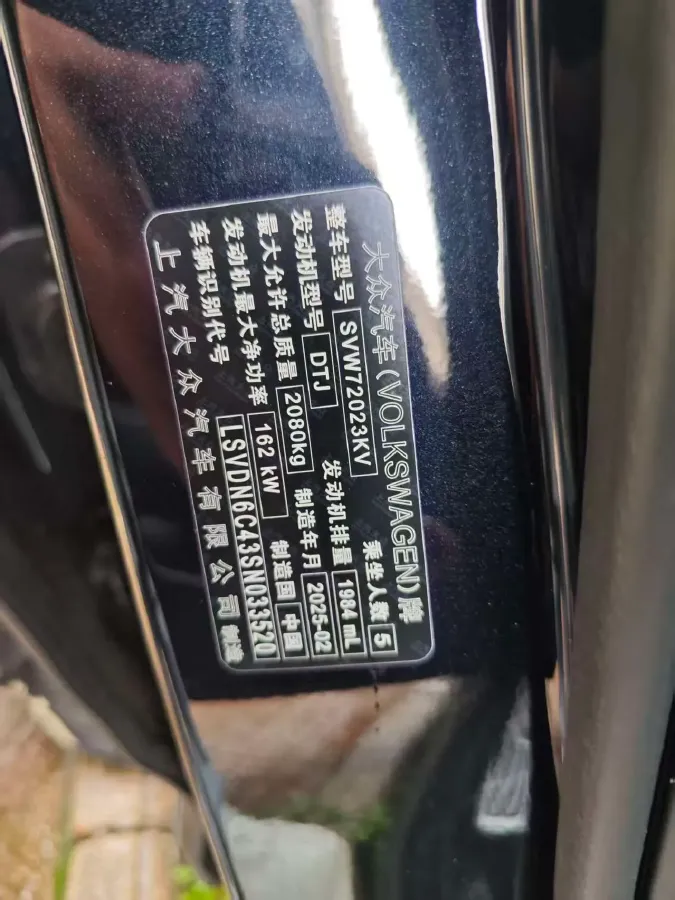 大众汽车(VOLKSWAGEN)牌
整车型号 SVW72023KV 乘坐人数 5
发动机型号 DTJ 发动机排量 1984 mL
最大允许总质量 2080kg 制造年月 2025-02
发动机最大净功率 162 kW 制造国 中国
车辆识别代号 LSVDN6C43SN033520
上汽大众汽车有限公司 制造